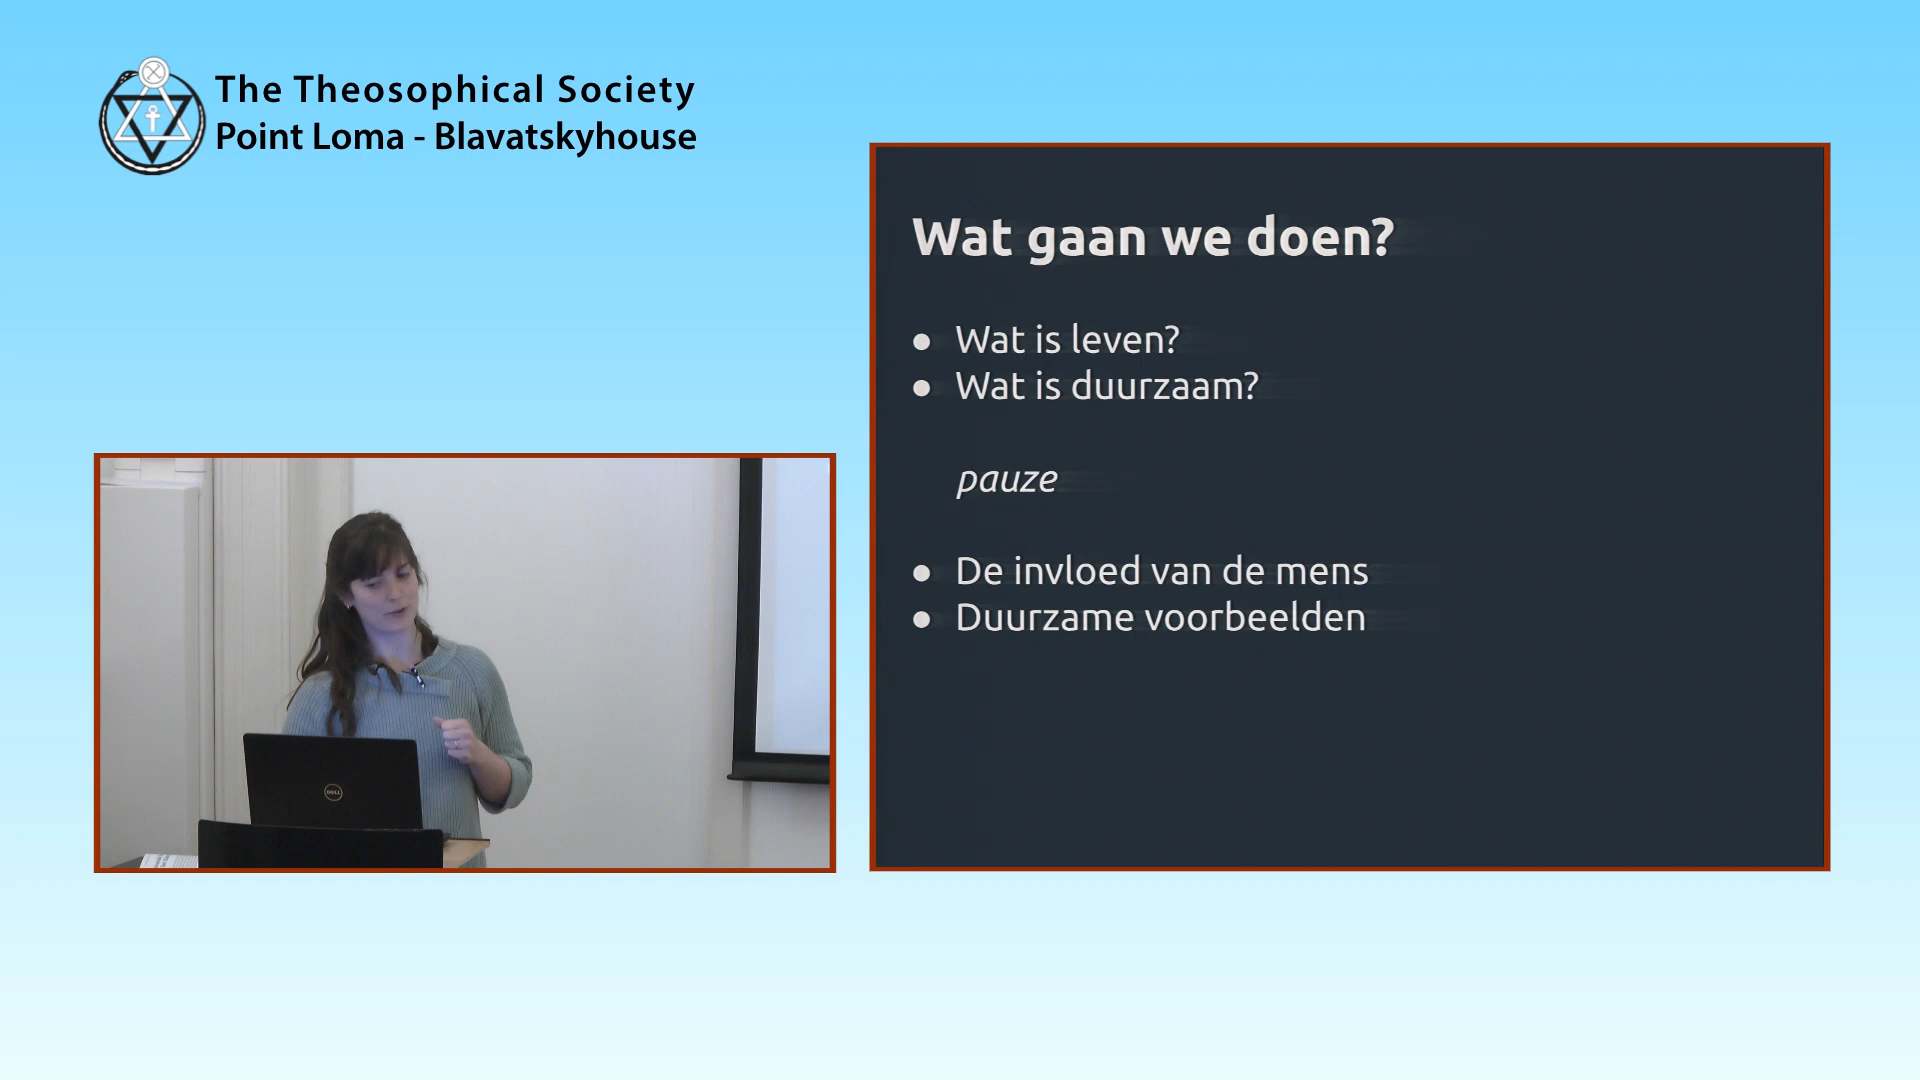 The Theosophical Society
Point Loma - Blavatskyhouse
Wat gaan we doen?
● Wat is leven?
● Wat is duurzaam?
pauze
● De invloed van de mens
● Duurzame voorbeelden
DELL